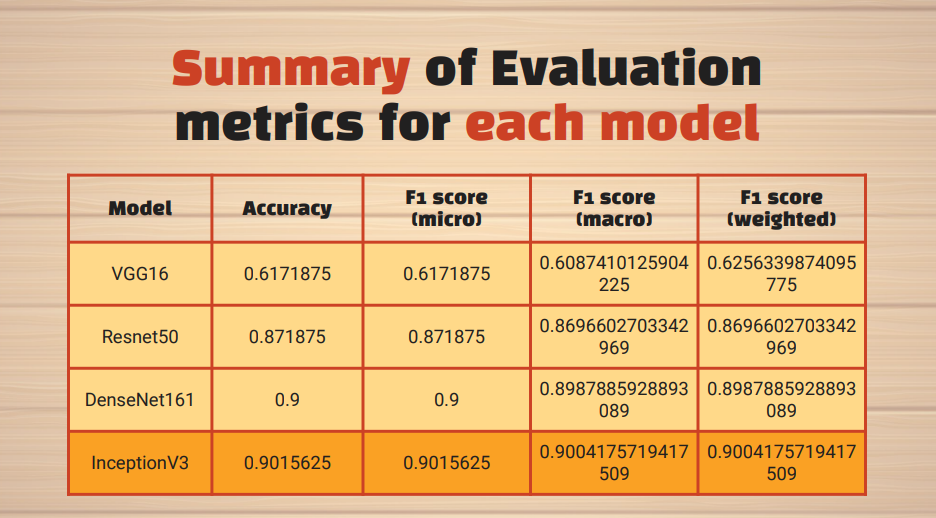 Summary of Evaluation
metrics for each model
Model Accuracy F1 score (micro) F1 score (macro) F1 score (weighted)
VGG16 0.6171875 0.6171875 0.6087410125904225 0.6256339874095775
Resnet50 0.871875 0.871875 0.8696602703342969 0.8696602703342969
DenseNet161 0.9 0.9 0.8987885928893089 0.8987885928893089
InceptionV3 0.9015625 0.9015625 0.9004175719417509 0.9004175719417509